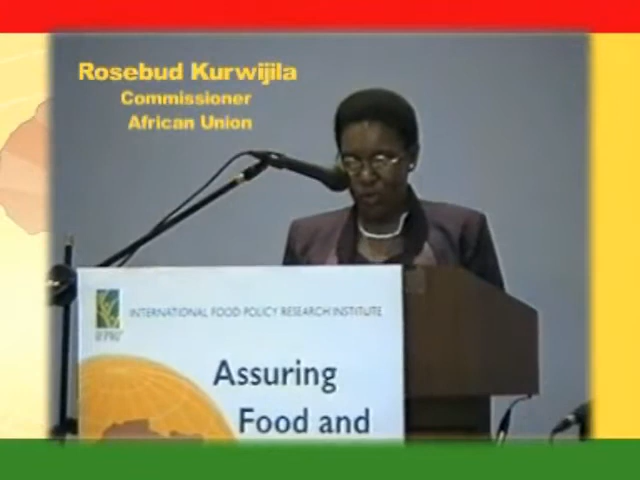 Rosebud Kurwijila
Commissioner
African Union
INTERNATIONAL FOOD POLICY RESEARCH INSTITUTE
IFPRI
Assuring
Food and